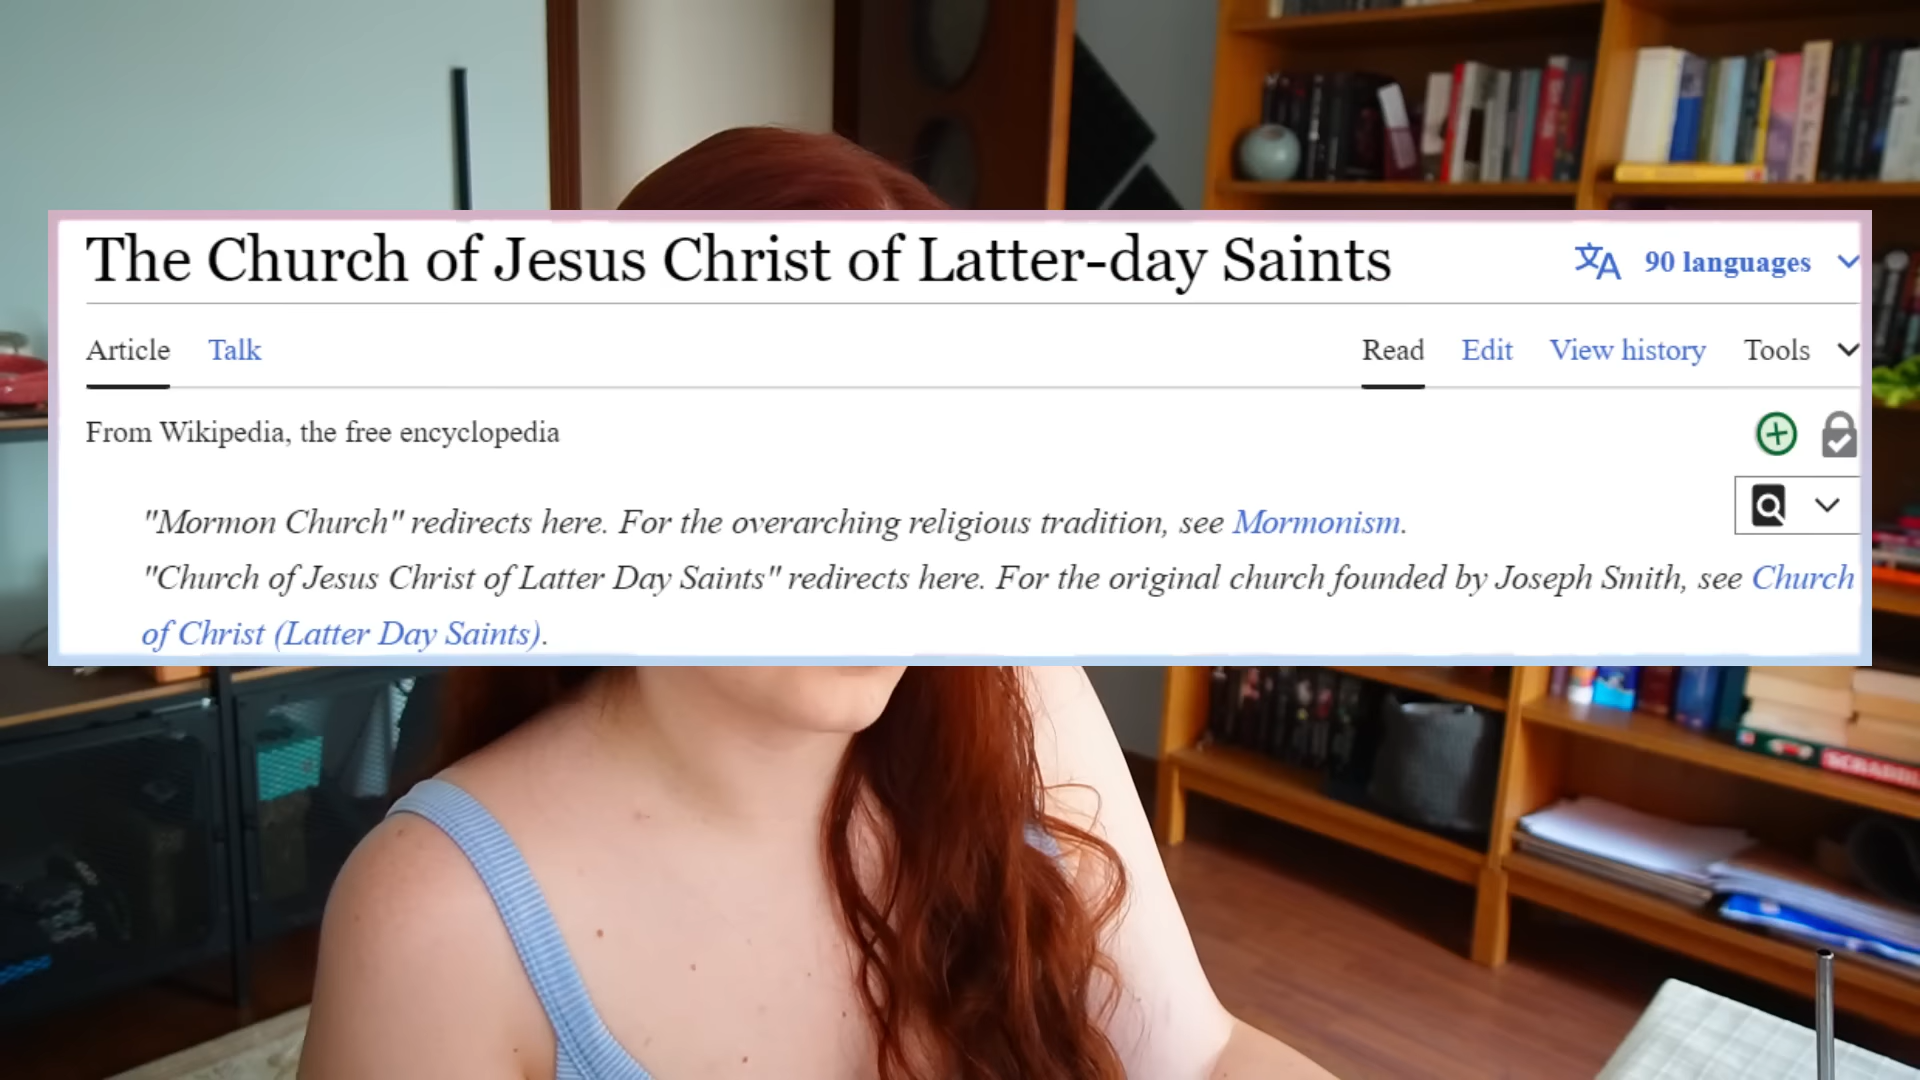 The Church of Jesus Christ of Latter-day Saints
90 languages
Article Talk Read Edit View history Tools
From Wikipedia, the free encyclopedia
"Mormon Church" redirects here. For the overarching religious tradition, see Mormonism.
"Church of Jesus Christ of Latter Day Saints" redirects here. For the original church founded by Joseph Smith, see Church
of Christ (Latter Day Saints).
SCRABBLE